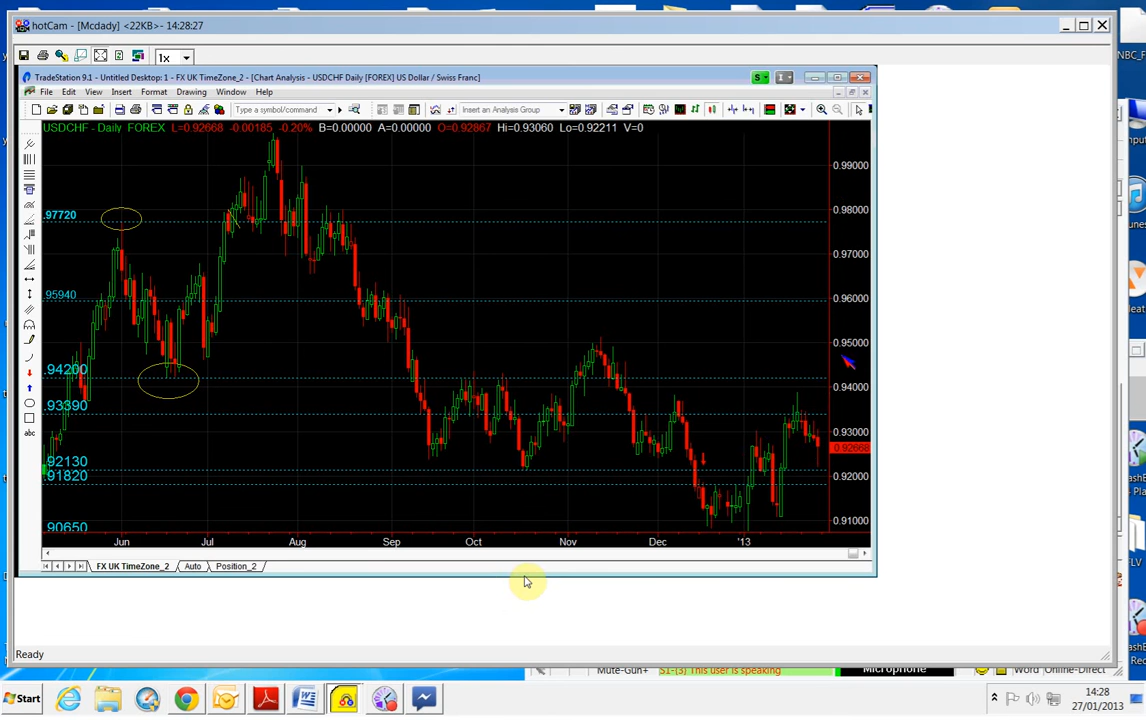 hotCam - [Mcdady] <22KB> - 14:28:27
1x
TradeStation 9.1 - Untitled Desktop: 1 - FX UK TimeZone_2 - [Chart Analysis - USDCHF Daily [FOREX] US Dollar / Swiss Franc]
File Edit View Insert Format Drawing Window Help
Type a symbol/command
Insert an Analysis Group
USDCHF - Daily FOREX L=0.92668 -0.00185 -0.20% B=0.00000 A=0.00000 O=0.92867 Hi=0.93060 Lo=0.92211 V=0
0.99000
.97720
0.98000
0.97000
.95940
0.96000
0.95000
.94200
0.94000
.93390
0.93000
0.92668
.92130
0.92000
.91820
0.91000
.90650
Jun Jul Aug Sep Oct Nov Dec '13
abc
FX UK TimeZone_2 Auto Position_2
Ready
Mute-Gun+ S1-(3) This user is speaking Microphone Word Online-Direct
Start
14:28
27/01/2013